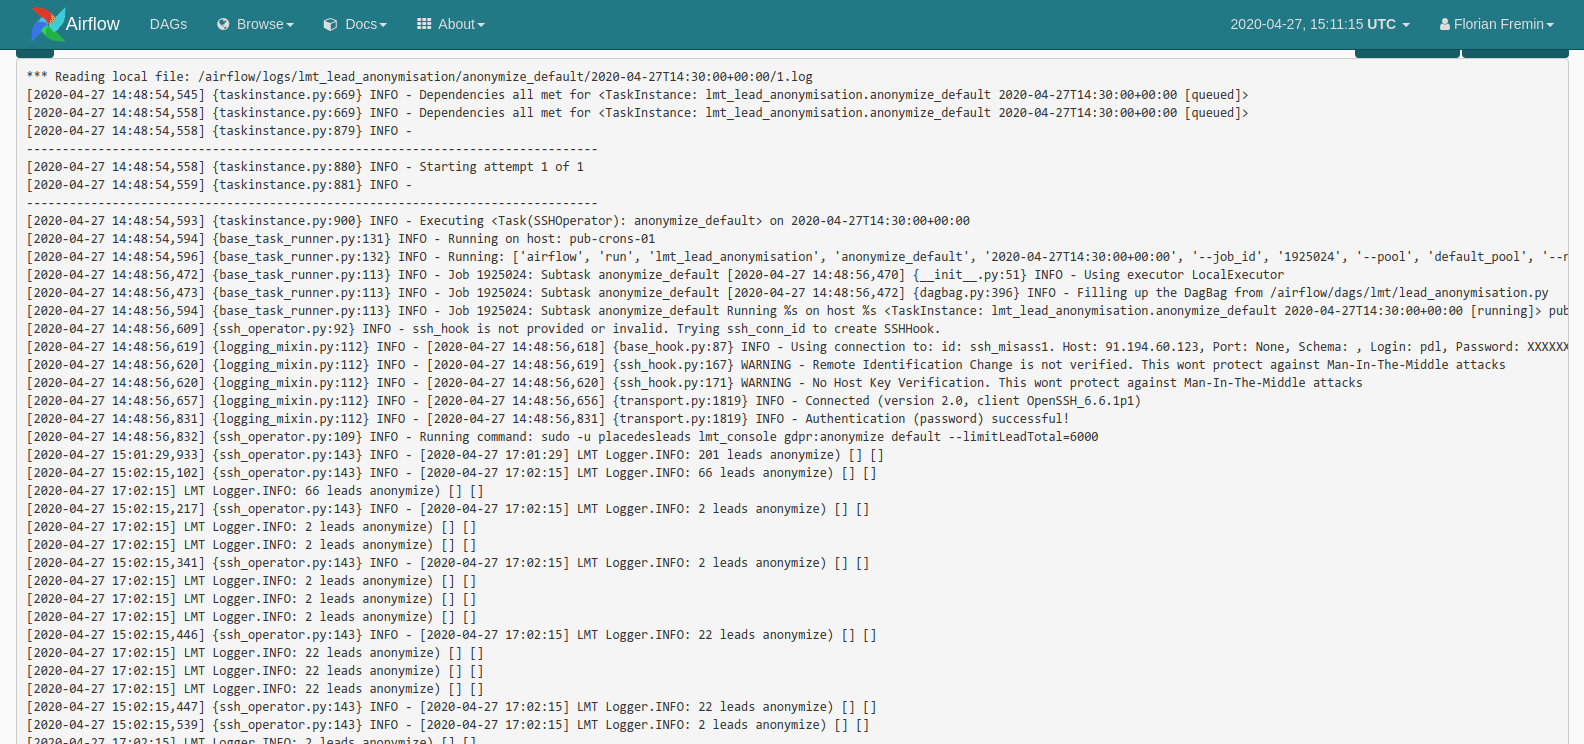 Airflow DAGs Browse Docs About 2020-04-27, 15:11:15 UTC Florian Fremin
*** Reading local file: /airflow/logs/lmt_lead_anonymisation/anonymize_default/2020-04-27T14:30:00+00:00/1.log
[2020-04-27 14:48:54,545] {taskinstance.py:669} INFO - Dependencies all met for <TaskInstance: lmt_lead_anonymisation.anonymize_default 2020-04-27T14:30:00+00:00 [queued]>
[2020-04-27 14:48:54,558] {taskinstance.py:669} INFO - Dependencies all met for <TaskInstance: lmt_lead_anonymisation.anonymize_default 2020-04-27T14:30:00+00:00 [queued]>
[2020-04-27 14:48:54,558] {taskinstance.py:879} INFO -
--------------------------------------------------------------------------------
[2020-04-27 14:48:54,558] {taskinstance.py:880} INFO - Starting attempt 1 of 1
[2020-04-27 14:48:54,559] {taskinstance.py:881} INFO -
--------------------------------------------------------------------------------
[2020-04-27 14:48:54,593] {taskinstance.py:900} INFO - Executing <Task(SSHOperator): anonymize_default> on 2020-04-27T14:30:00+00:00
[2020-04-27 14:48:54,594] {base_task_runner.py:131} INFO - Running on host: pub-crons-01
[2020-04-27 14:48:54,596] {base_task_runner.py:132} INFO - Running: ['airflow', 'run', 'lmt_lead_anonymisation', 'anonymize_default', '2020-04-27T14:30:00+00:00', '--job_id', '1925024', '--pool', 'default_pool', '--r
[2020-04-27 14:48:56,472] {base_task_runner.py:113} INFO - Job 1925024: Subtask anonymize_default [2020-04-27 14:48:56,470] {__init__.py:51} INFO - Using executor LocalExecutor
[2020-04-27 14:48:56,473] {base_task_runner.py:113} INFO - Job 1925024: Subtask anonymize_default [2020-04-27 14:48:56,472] {dagbag.py:396} INFO - Filling up the DagBag from /airflow/dags/lmt/lead_anonymisation.py
[2020-04-27 14:48:56,594] {base_task_runner.py:113} INFO - Job 1925024: Subtask anonymize_default Running %s on host %s <TaskInstance: lmt_lead_anonymisation.anonymize_default 2020-04-27T14:30:00+00:00 [running]> pub
[2020-04-27 14:48:56,609] {ssh_operator.py:92} INFO - ssh_hook is not provided or invalid. Trying ssh_conn_id to create SSHHook.
[2020-04-27 14:48:56,619] {logging_mixin.py:112} INFO - [2020-04-27 14:48:56,618] {base_hook.py:87} INFO - Using connection to: id: ssh_misass1. Host: 91.194.60.123, Port: None, Schema: , Login: pdl, Password: XXXXXX
[2020-04-27 14:48:56,620] {logging_mixin.py:112} INFO - [2020-04-27 14:48:56,619] {ssh_hook.py:167} WARNING - Remote Identification Change is not verified. This wont protect against Man-In-The-Middle attacks
[2020-04-27 14:48:56,620] {logging_mixin.py:112} INFO - [2020-04-27 14:48:56,620] {ssh_hook.py:171} WARNING - No Host Key Verification. This wont protect against Man-In-The-Middle attacks
[2020-04-27 14:48:56,657] {logging_mixin.py:112} INFO - [2020-04-27 14:48:56,656] {transport.py:1819} INFO - Connected (version 2.0, client OpenSSH_6.6.1p1)
[2020-04-27 14:48:56,831] {logging_mixin.py:112} INFO - [2020-04-27 14:48:56,831] {transport.py:1819} INFO - Authentication (password) successful!
[2020-04-27 14:48:56,832] {ssh_operator.py:109} INFO - Running command: sudo -u placedesleads lmt_console gdpr:anonymize default --limitLeadTotal=6000
[2020-04-27 15:01:29,933] {ssh_operator.py:143} INFO - [2020-04-27 17:01:29] LMT Logger.INFO: 201 leads anonymize) [] []
[2020-04-27 15:02:15,102] {ssh_operator.py:143} INFO - [2020-04-27 17:02:15] LMT Logger.INFO: 66 leads anonymize) [] []
[2020-04-27 17:02:15] LMT Logger.INFO: 66 leads anonymize) [] []
[2020-04-27 15:02:15,217] {ssh_operator.py:143} INFO - [2020-04-27 17:02:15] LMT Logger.INFO: 2 leads anonymize) [] []
[2020-04-27 17:02:15] LMT Logger.INFO: 2 leads anonymize) [] []
[2020-04-27 17:02:15] LMT Logger.INFO: 2 leads anonymize) [] []
[2020-04-27 15:02:15,341] {ssh_operator.py:143} INFO - [2020-04-27 17:02:15] LMT Logger.INFO: 2 leads anonymize) [] []
[2020-04-27 17:02:15] LMT Logger.INFO: 2 leads anonymize) [] []
[2020-04-27 17:02:15] LMT Logger.INFO: 2 leads anonymize) [] []
[2020-04-27 17:02:15] LMT Logger.INFO: 2 leads anonymize) [] []
[2020-04-27 15:02:15,446] {ssh_operator.py:143} INFO - [2020-04-27 17:02:15] LMT Logger.INFO: 22 leads anonymize) [] []
[2020-04-27 17:02:15] LMT Logger.INFO: 22 leads anonymize) [] []
[2020-04-27 17:02:15] LMT Logger.INFO: 22 leads anonymize) [] []
[2020-04-27 17:02:15] LMT Logger.INFO: 22 leads anonymize) [] []
[2020-04-27 15:02:15,447] {ssh_operator.py:143} INFO - [2020-04-27 17:02:15] LMT Logger.INFO: 22 leads anonymize) [] []
[2020-04-27 15:02:15,539] {ssh_operator.py:143} INFO - [2020-04-27 17:02:15] LMT Logger.INFO: 2 leads anonymize) [] []
[2020-04-27 17:02:15] LMT Logger.INFO: 2 leads anonymize) [] []